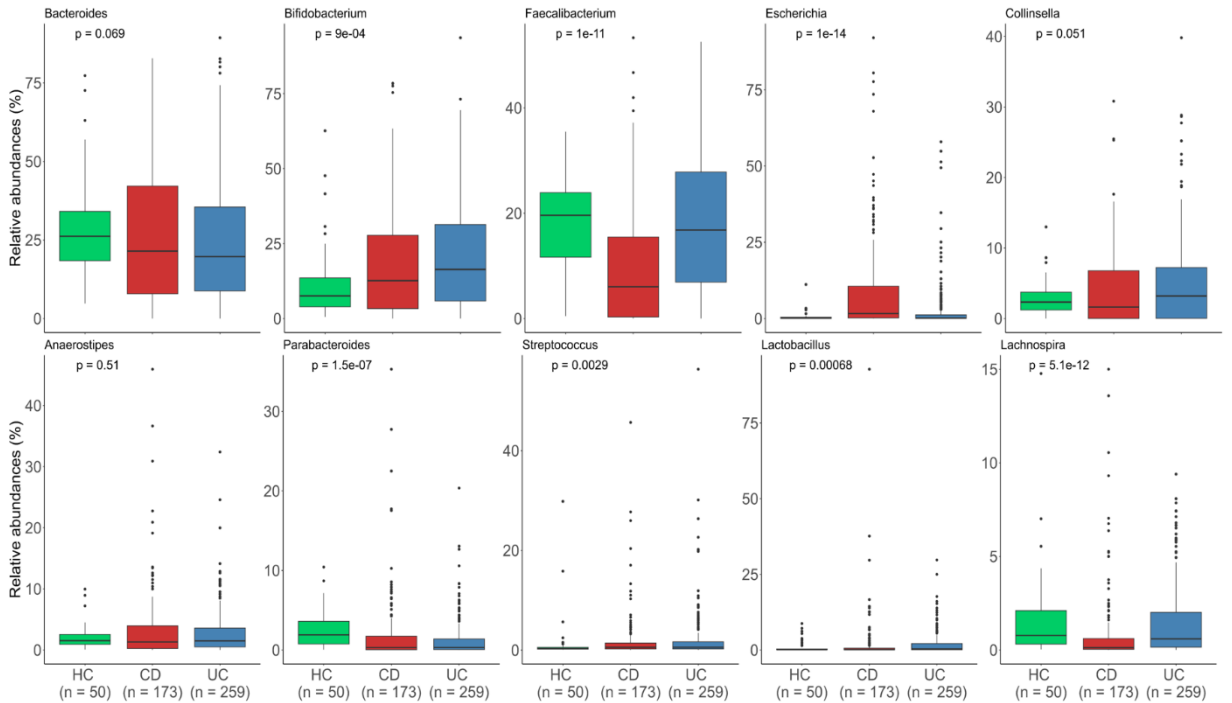 Bacteroides
p = 0.069
Bifidobacterium
p = 9e-04
Faecalibacterium
p = 1e-11
Escherichia
p = 1e-14
Collinsella
p = 0.051
Relative abundances (%)
75
50
25
0
75
50
25
0
40
20
0
75
50
25
0
40
30
20
10
0
Anaerostipes
p = 0.51
Parabacteroides
p = 1.5e-07
Streptococcus
p = 0.0029
Lactobacillus
p = 0.00068
Lachnospira
p = 5.1e-12
Relative abundances (%)
40
30
20
10
0
30
20
10
0
40
20
0
75
50
25
0
15
10
5
0
HC CD UC HC CD UC HC CD UC HC CD UC HC CD UC
(n = 50) (n = 173) (n = 259) (n = 50) (n = 173) (n = 259) (n = 50) (n = 173) (n = 259) (n = 50) (n = 173) (n = 259) (n = 50) (n = 173) (n = 259)